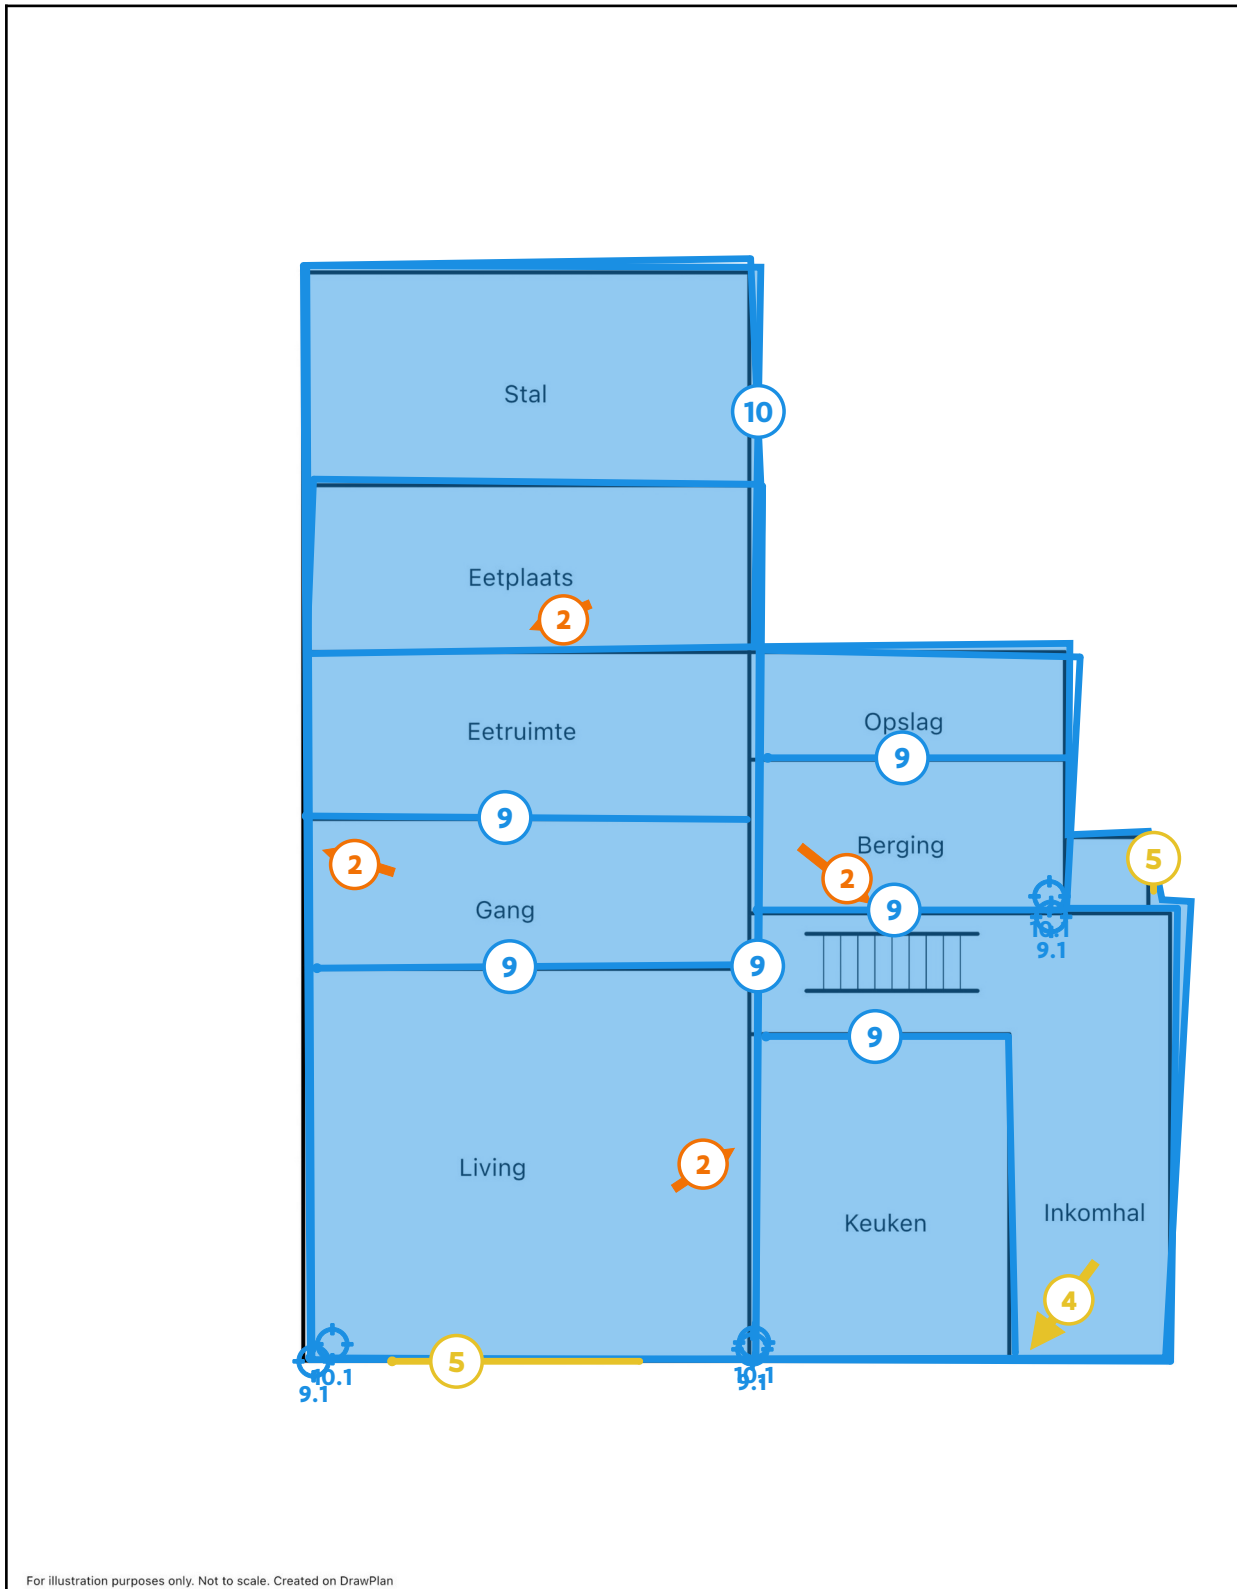 Stal
10
Eetplaats
2
Eetruimte
Opslag
9
9
Berging
5
2
2
9
Gang
10.1
9.1
9
9
9
Living
2
Keuken
Inkomhal
4
5
10.1
9.1
10.1
9.1
For illustration purposes only. Not to scale. Created on DrawPlan